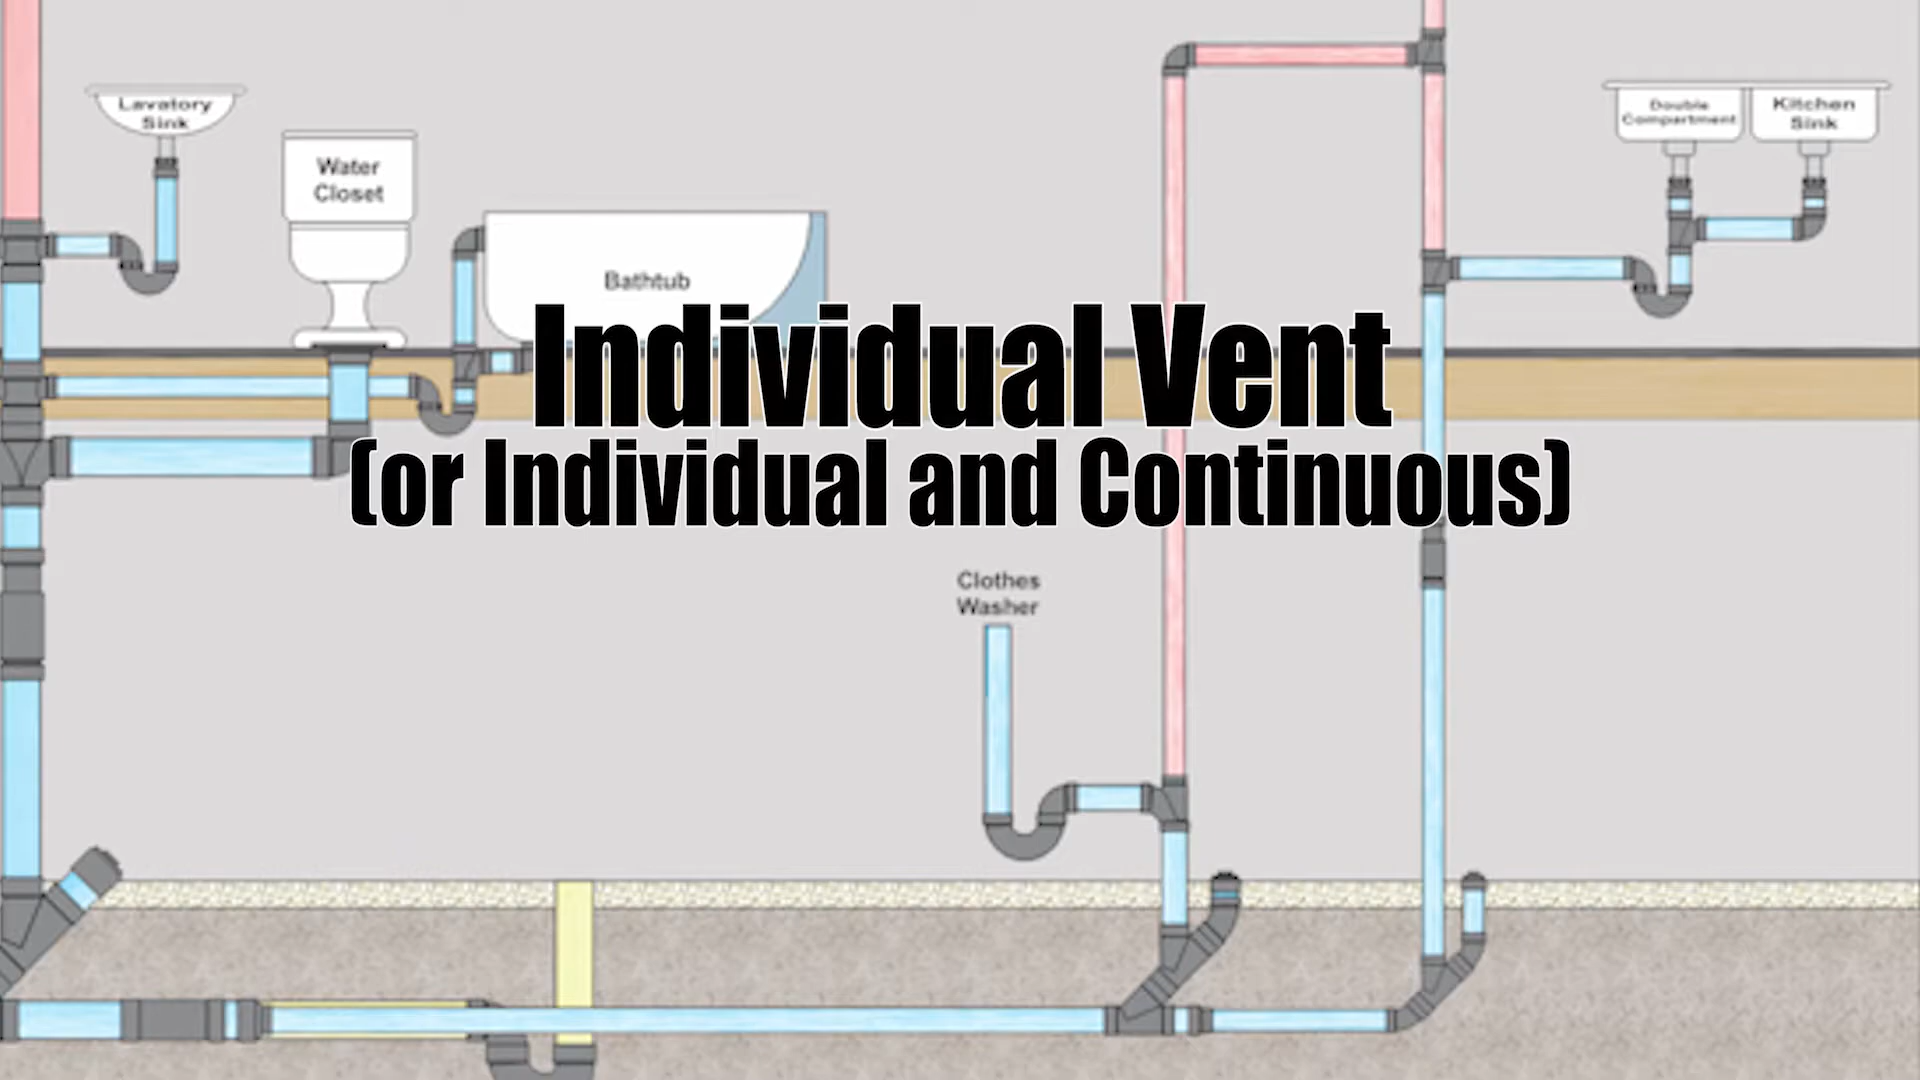 Lavatory
Sink
Water
Closet
Bathtub
Double
Compartment
Kitchen
Sink
Individual Vent
(or Individual and Continuous)
Clothes
Washer